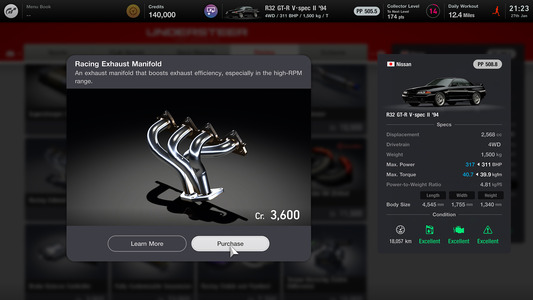 Menu Book
--
Credits
140,000
R32 GT-R V·spec II '94
4WD / 311 BHP / 1,500 kg / T
PP 505.5
Collector Level
To Next Level
174 pts
14
Daily Workout
12.4 Miles
21:23
27th Jan
UNDERSTEER
Racing Exhaust Manifold
An exhaust manifold that boosts exhaust efficiency, especially in the high-RPM
range.
Cr. 3,600
Learn More
Purchase
Nissan
PP 508.8
R32 GT-R V·spec II '94
Specs
Displacement 2,568 cc
Drivetrain 4WD
Weight 1,500 kg
Max. Power 317 ◂ 311 BHP
Max. Torque 40.7 ◂ 39.9 kgfm
Power-to-Weight Ratio 4.81 kg/PS
Length Width Height
Body Size 4,545 mm 1,755 mm 1,340 mm
Condition
18,057 km Excellent Excellent Excellent